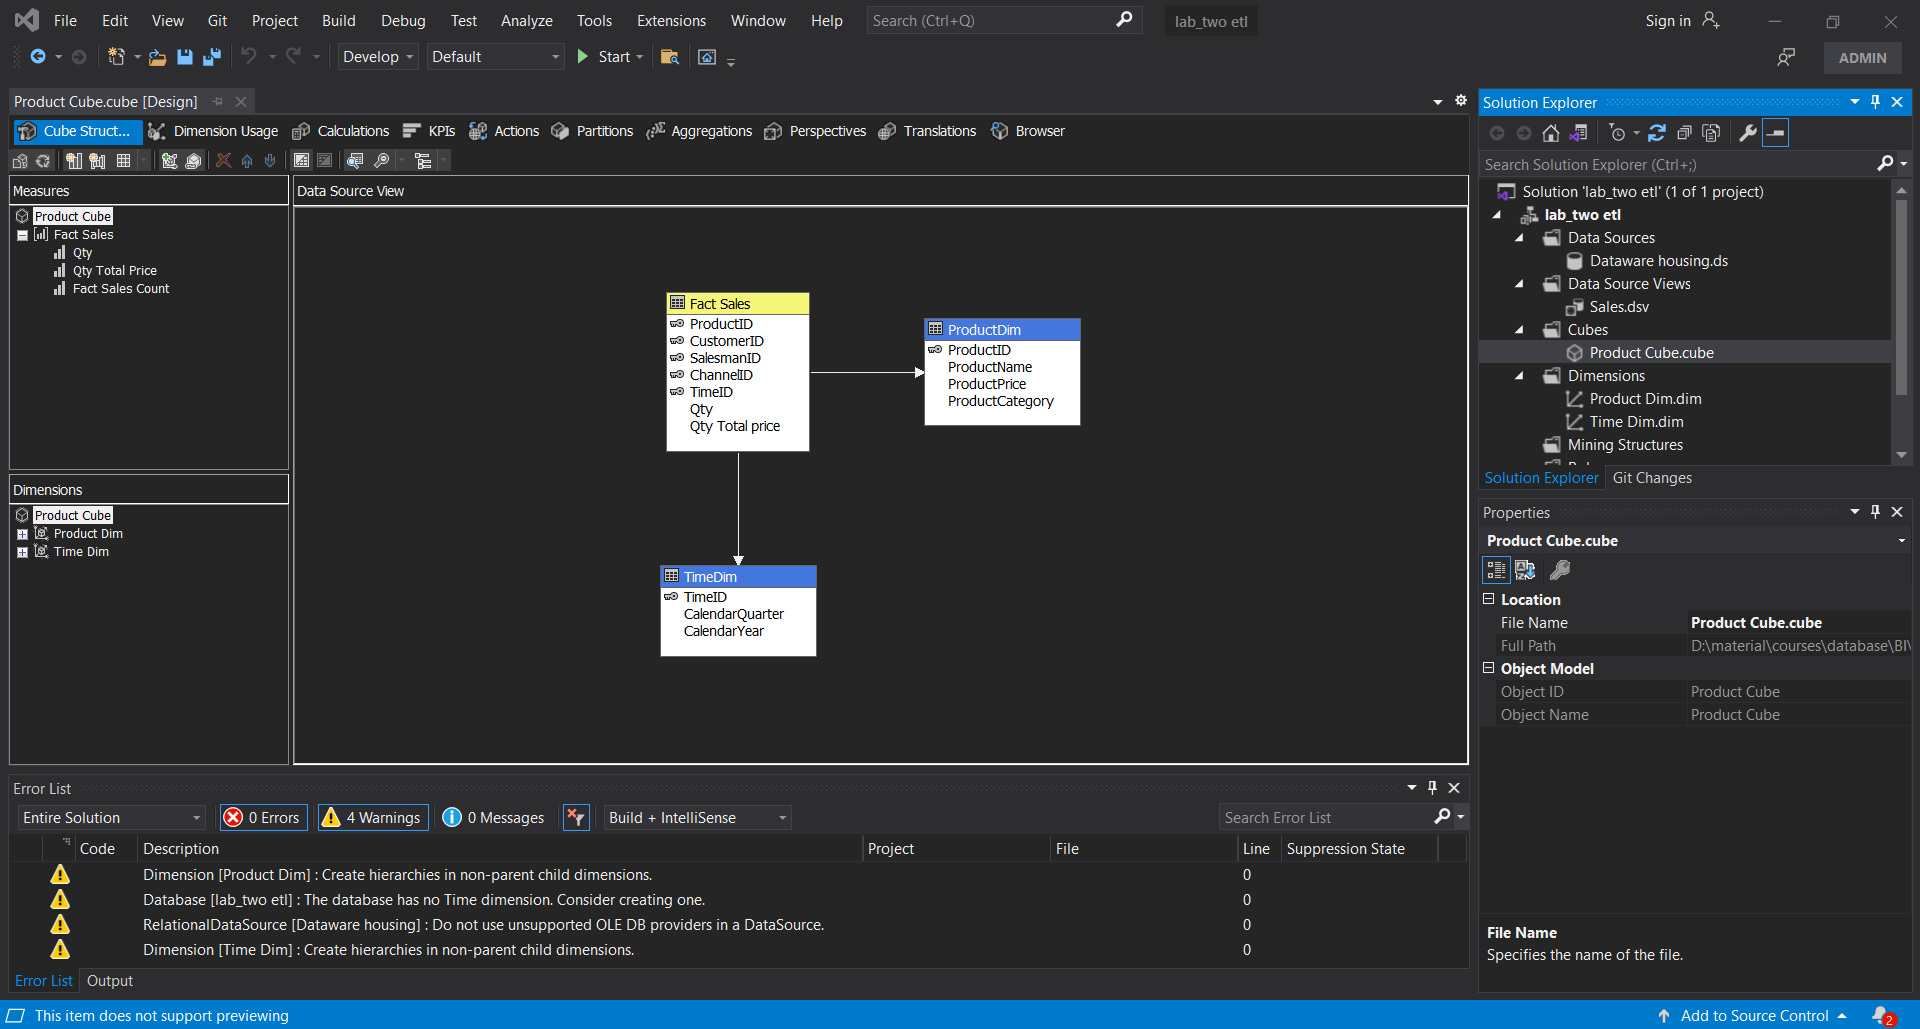 File Edit View Git Project Build Debug Test Analyze Tools Extensions Window Help Search (Ctrl+Q) lab_two etl Sign in
Develop Default Start ADMIN
Product Cube.cube [Design]
Cube Struct... Dimension Usage Calculations KPIs Actions Partitions Aggregations Perspectives Translations Browser
Measures
Product Cube
Fact Sales
Qty
Qty Total Price
Fact Sales Count
Dimensions
Product Cube
Product Dim
Time Dim
Data Source View
Fact Sales
ProductID
CustomerID
SalesmanID
ChannelID
TimeID
Qty
Qty Total price
ProductDim
ProductID
ProductName
ProductPrice
ProductCategory
TimeDim
TimeID
CalendarQuarter
CalendarYear
Solution Explorer
Search Solution Explorer (Ctrl+;)
Solution 'lab_two etl' (1 of 1 project)
lab_two etl
Data Sources
Dataware housing.ds
Data Source Views
Sales.dsv
Cubes
Product Cube.cube
Dimensions
Product Dim.dim
Time Dim.dim
Mining Structures
Solution Explorer Git Changes
Properties
Product Cube.cube
Location
File Name Product Cube.cube
Full Path D:\material\courses\database\BI\
Object Model
Object ID Product Cube
Object Name Product Cube
File Name
Specifies the name of the file.
Error List
Entire Solution 0 Errors 4 Warnings 0 Messages Build + IntelliSense Search Error List
Code Description Project File Line Suppression State
Dimension [Product Dim] : Create hierarchies in non-parent child dimensions. 0
Database [lab_two etl] : The database has no Time dimension. Consider creating one. 0
RelationalDataSource [Dataware housing] : Do not use unsupported OLE DB providers in a DataSource. 0
Dimension [Time Dim] : Create hierarchies in non-parent child dimensions. 0
Error List Output
This item does not support previewing Add to Source Control 2